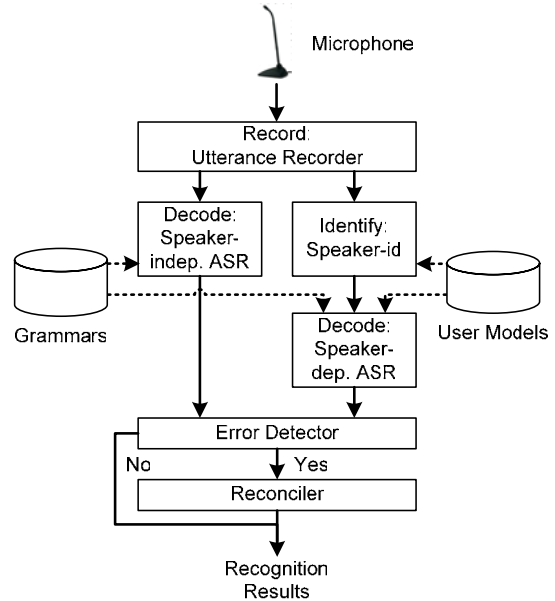 Microphone
Record:
Utterance Recorder
Decode:
Speaker-
indep. ASR
Identify:
Speaker-id
Grammars
User Models
Decode:
Speaker-
dep. ASR
Error Detector
No
Yes
Reconciler
Recognition
Results